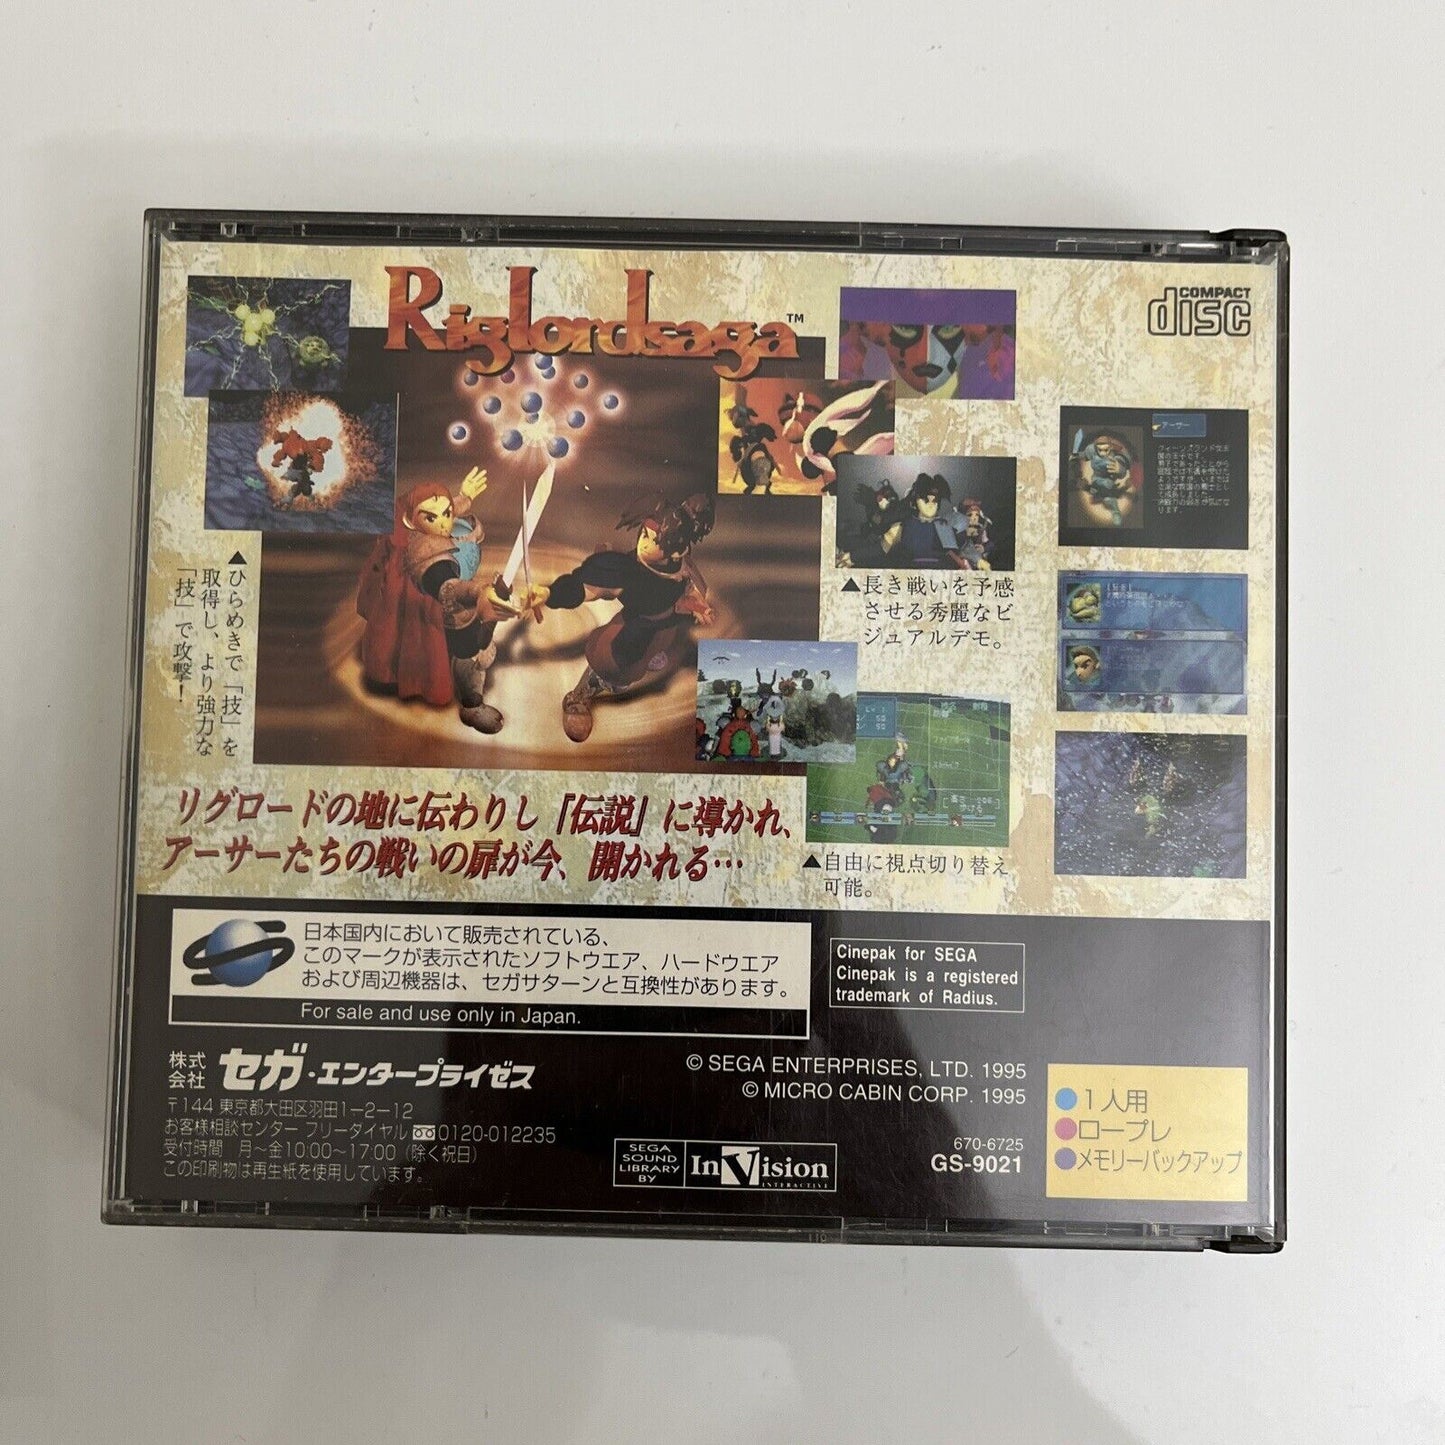 Riglordsaga™
COMPACT
disc
▲ひらめきで「技」を
取得し、より強力な
「技」で攻撃！
アーサー
▲長き戦いを予感
させる秀麗なビ
ジュアルデモ。
▲自由に視点切り替え
可能。
リグロードの地に伝わりし『伝説』に導かれ、
アーサーたちの戦いの扉が今、開かれる…
日本国内において販売されている、
このマークが表示されたソフトウエア、ハードウエア
および周辺機器は、セガサターンと互換性があります。
For sale and use only in Japan.
Cinepak for SEGA
Cinepak is a registered
trademark of Radius.
株式
会社 セガ・エンタープライゼス
〒144 東京都大田区羽田1-2-12
お客様相談センター フリーダイヤル 0120-012235
受付時間 月～金10:00～17:00（除く祝日）
この印刷物は再生紙を使用しています。
© SEGA ENTERPRISES, LTD. 1995
© MICRO CABIN CORP. 1995
SEGA
SOUND
LIBRARY
BY
InVision
INTERACTIVE
670-6725
GS-9021
●1人用
●ロープレ
●メモリーバックアップ